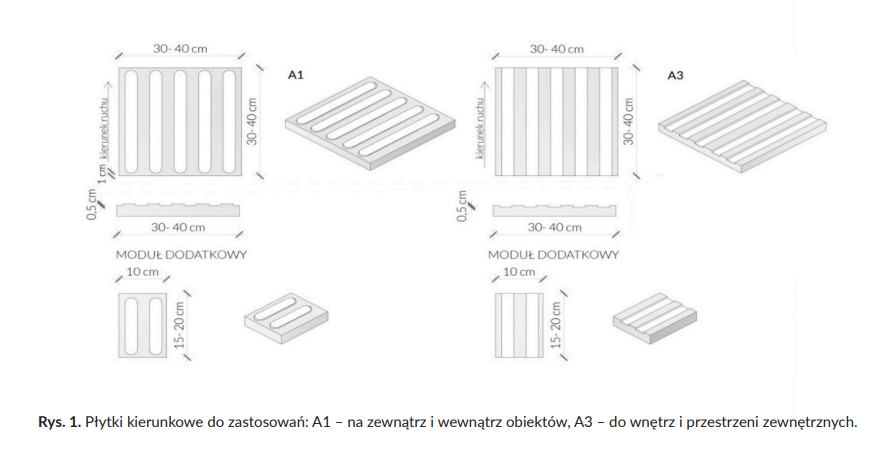 30- 40 cm
A1
kierunek ruchu
30- 40 cm
1 cm
0,5 cm
30- 40 cm
MODUŁ DODATKOWY
10 cm
15- 20 cm
30- 40 cm
A3
kierunek ruchu
30- 40 cm
0,5 cm
30- 40 cm
MODUŁ DODATKOWY
10 cm
15- 20 cm
Rys. 1. Płytki kierunkowe do zastosowań: A1 – na zewnątrz i wewnątrz obiektów, A3 – do wnętrz i przestrzeni zewnętrznych.